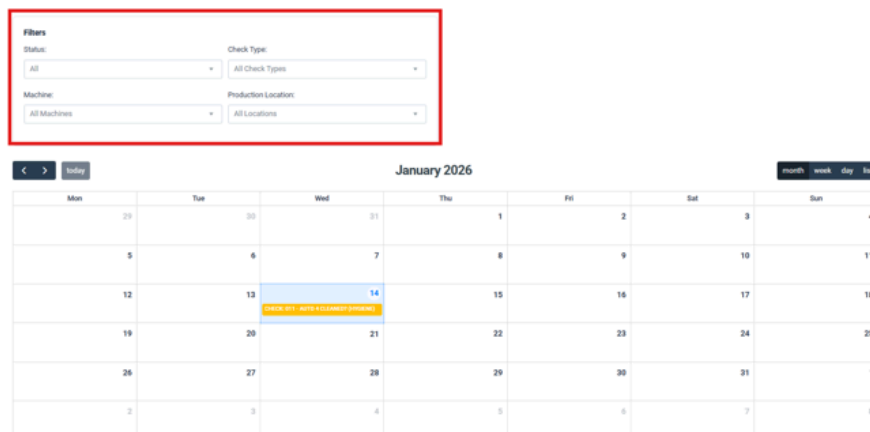 Filters
Status: Check Type:
All All Check Types
Machine: Production Location:
All Machines All Locations
today January 2026 month week day
Mon Tue Wed Thu Fri Sat Sun
29 30 31 1 2 3
5 6 7 8 9 10
12 13 14 15 16 17
19 20 21 22 23 24
26 27 28 29 30 31
2 3 4 5 6 7